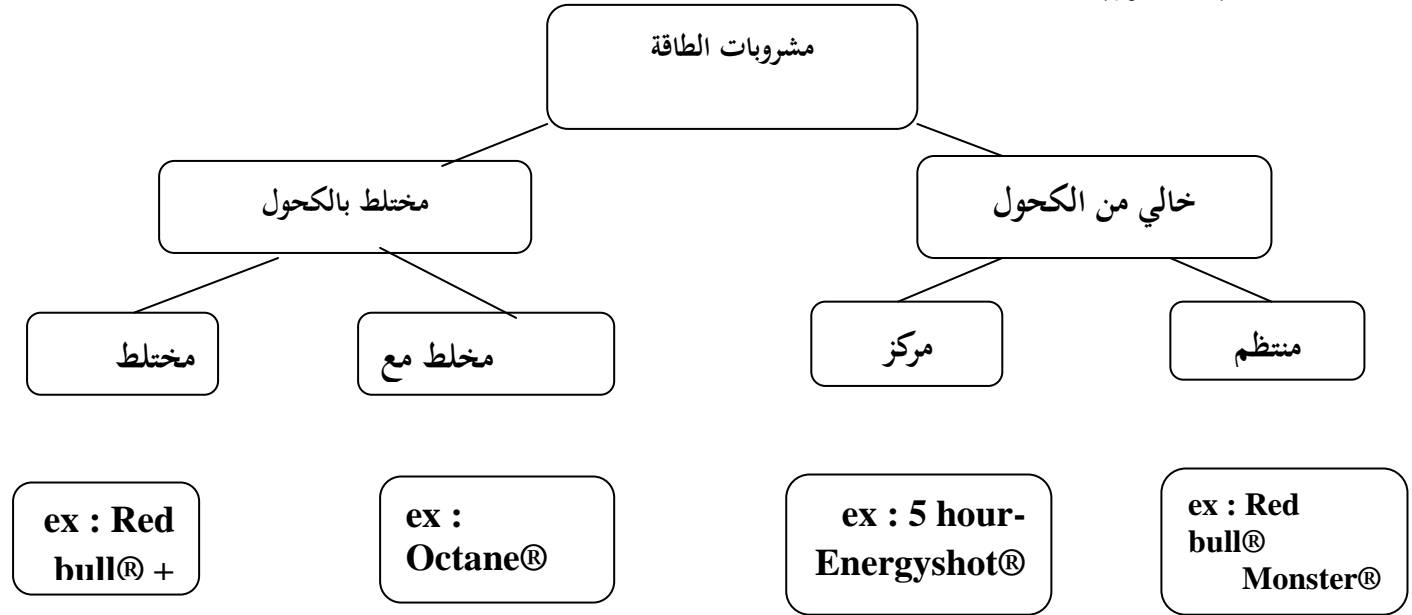 مشروبات الطاقة
خالي من الكحول
مختلط بالكحول
منتظم
مركز
مخلط مع
مختلط
ex : Red
bull®
Monster®
ex : 5 hour-
Energyshot®
ex :
Octane®
ex : Red
bull® +